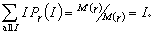 ∑_{all I} I P_r(I) = M(r)/M(r) = I.